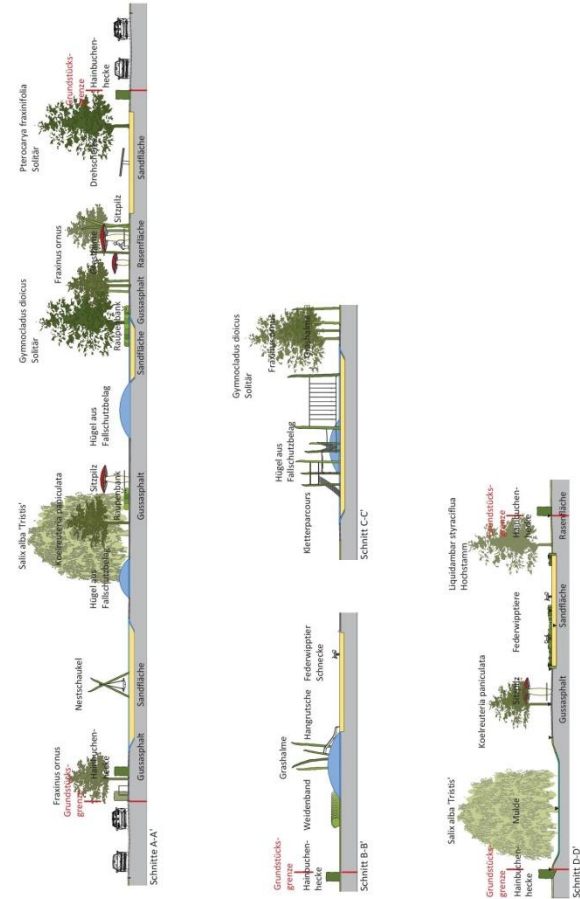 Fraxinus ornus
Grundstücks-
grenze
Hainbuchen-
hecke
Gussasphalt
Nestschaukel
Sandfläche
Salix alba 'Tristis'
Koelreuteria paniculata
Hügel aus
Fallschutzbelag
Sitzpilz
Raupenbank
Gussasphalt
Hügel aus
Fallschutzbelag
Gymnocladus dioicus
Solitär
Raupenbank
Sandfläche
Gussasphalt
Fraxinus ornus
Sitzpilz
Rasenfläche
Pterocarya fraxinifolia
Solitär
Sandfläche
Grundstücks-
grenze
Hainbuchen-
hecke
Schnitte A-A'
Grundstücks-
grenze
Hainbuchen-
hecke
Weidenband
Grashalme
Hangrutsche
Federwipptier
Schnecke
Schnitt B-B'
Kletterparcours
Hügel aus
Fallschutzbelag
Gymnocladus dioicus
Solitär
Fraxinus ornus
Schnitt C-C'
Grundstücks-
grenze
Hainbuchen-
hecke
Salix alba 'Tristis'
Mulde
Koelreuteria paniculata
Sitzpilz
Gussasphalt
Federwipptiere
Sandfläche
Liquidambar styraciflua
Hochstamm
Grundstücks-
grenze
Hainbuchen-
hecke
Rasenfläche
Schnitt D-D'